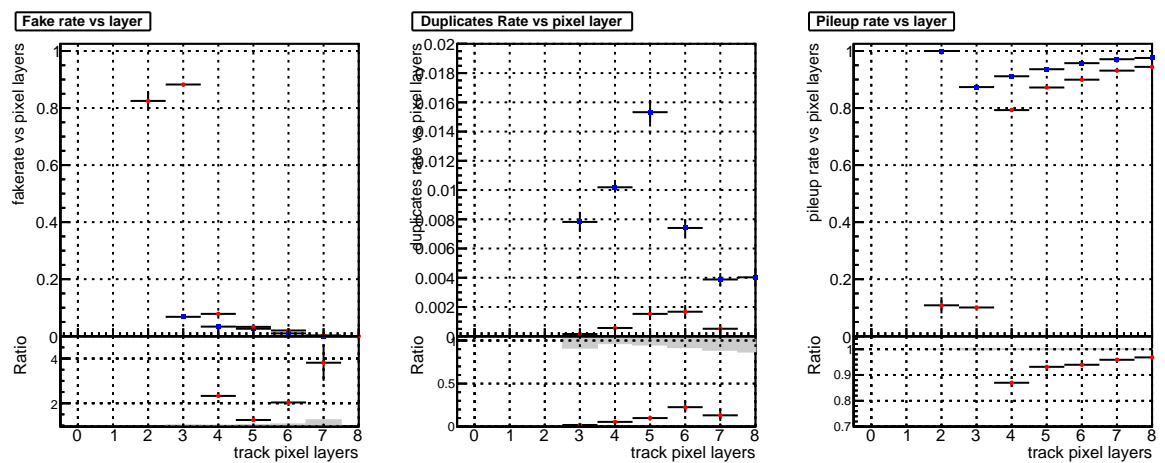 Fake rate vs layer
fakerate vs pixel layers
1
0.8
0.6
0.4
0.2
0
Ratio
4
2
0 1 2 3 4 5 6 7 8
track pixel layers
Duplicates Rate vs pixel layer
duplicates rate vs pixel layers
0.02
0.018
0.016
0.014
0.012
0.01
0.008
0.006
0.004
0.002
0
Ratio
1
0.5
0
0 1 2 3 4 5 6 7 8
track pixel layers
Pileup rate vs layer
pileup rate vs pixel layers
1
0.8
0.6
0.4
0.2
0
Ratio
1
0.9
0.8
0.7
0 1 2 3 4 5 6 7 8
track pixel layers